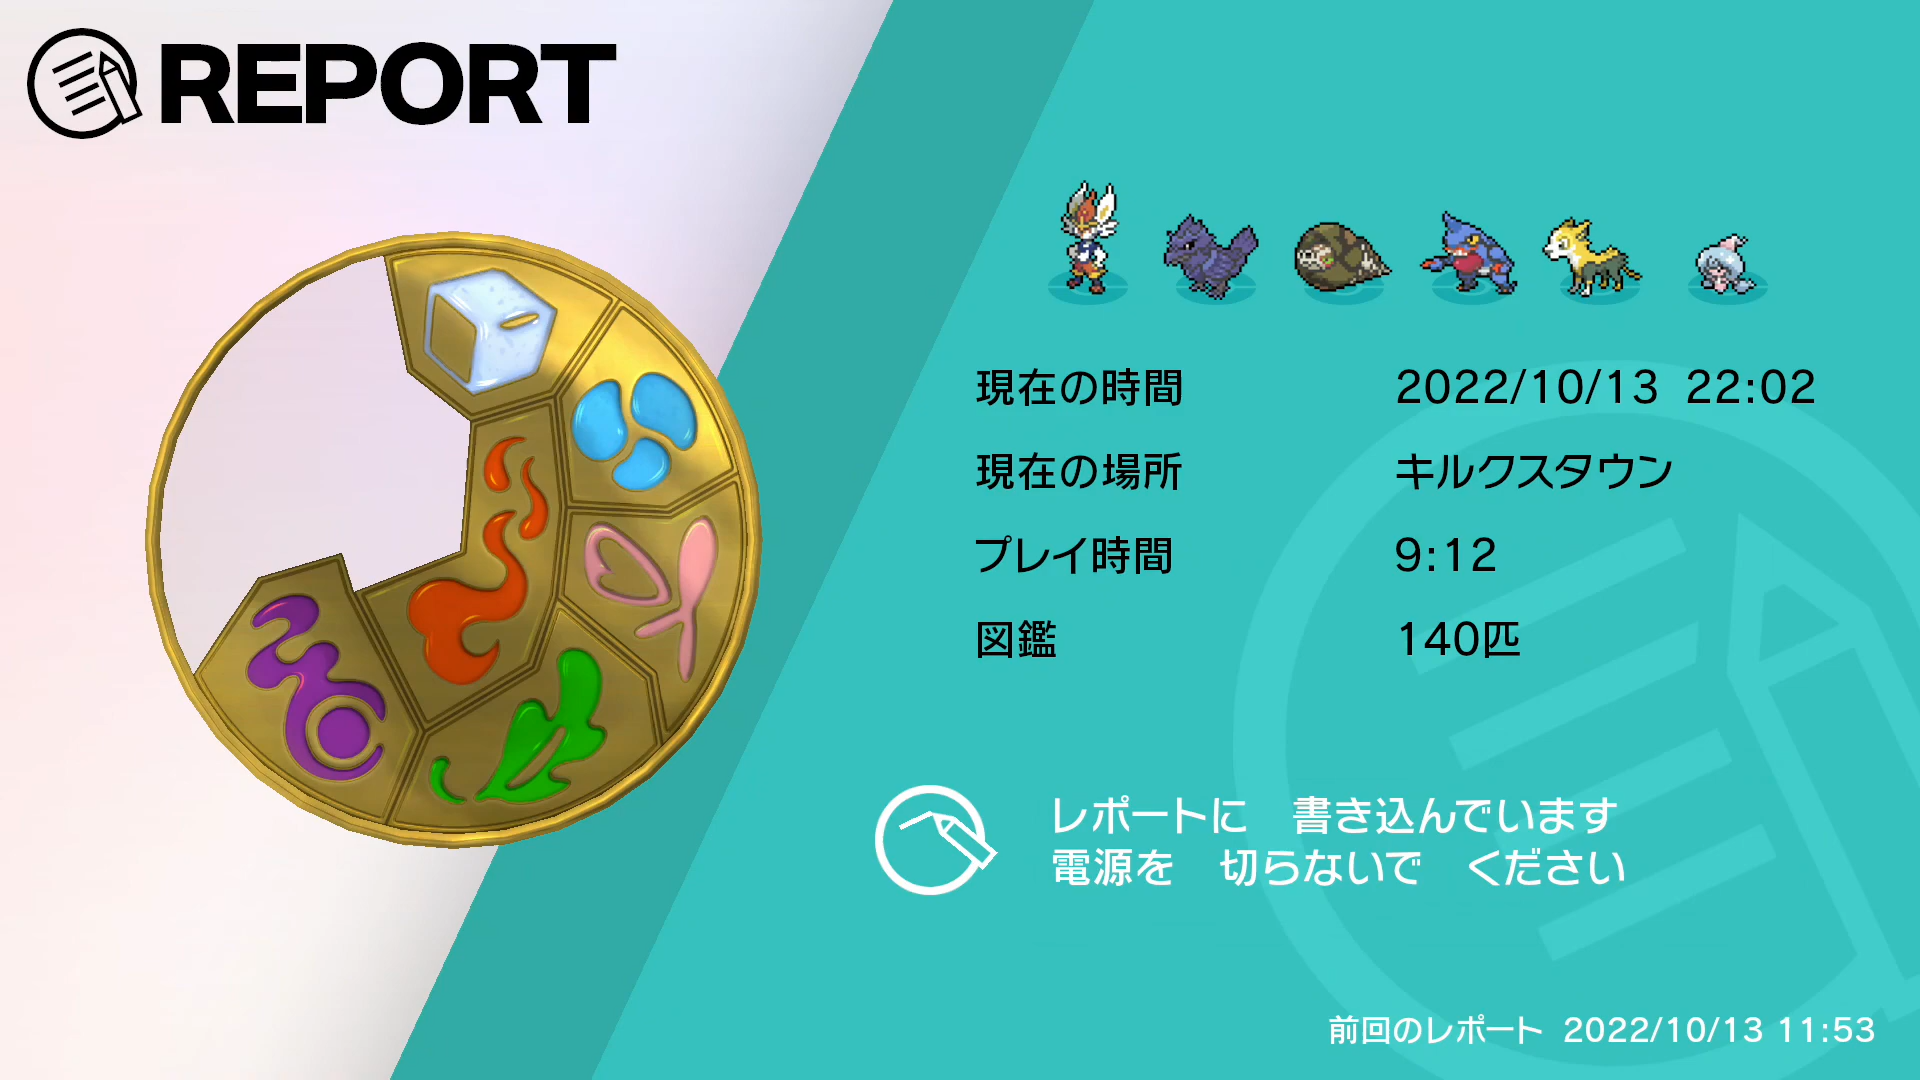 REPORT
現在の時間 2022/10/13 22:02
現在の場所 キルクスタウン
プレイ時間 9:12
図鑑 140匹
レポートに 書き込んでいます
電源を 切らないで ください
前回のレポート 2022/10/13 11:53